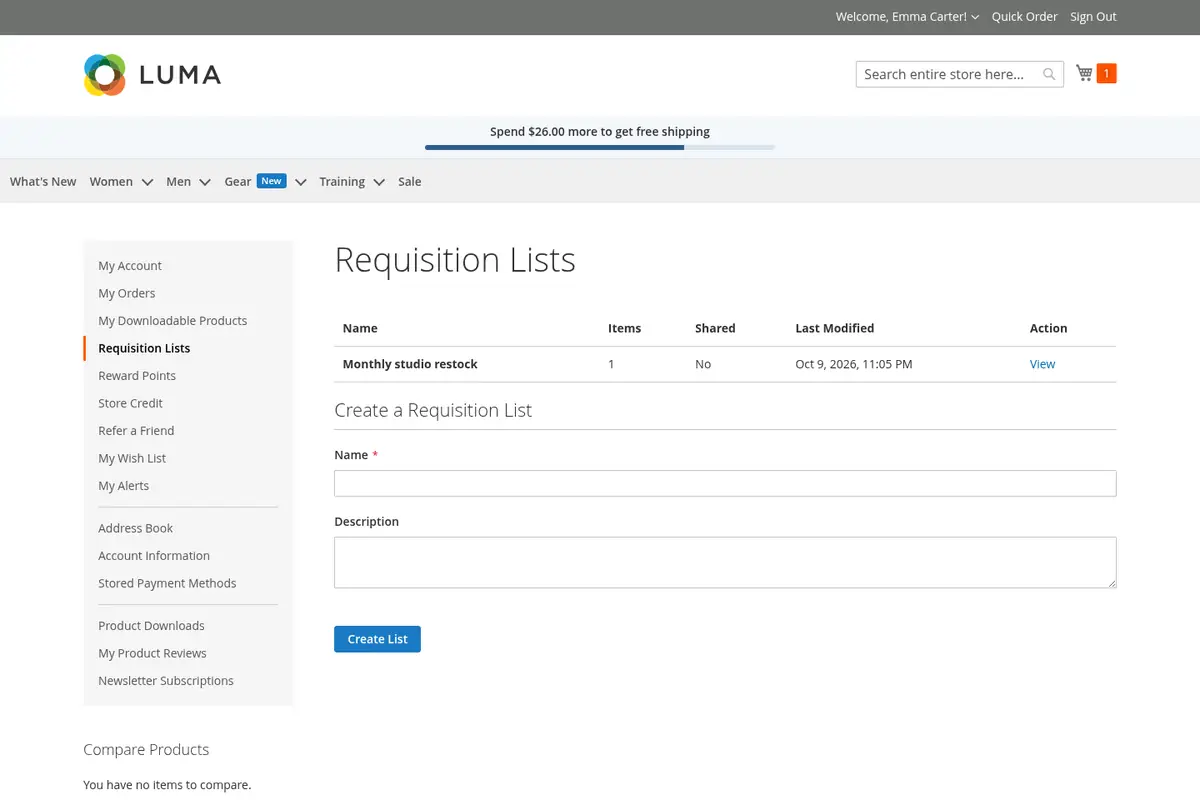 Welcome, Emma Carter! Quick Order Sign Out
LUMA
Search entire store here... 1
Spend $26.00 more to get free shipping
What's New Women Men Gear New Training Sale
My Account
My Orders
My Downloadable Products
Requisition Lists
Reward Points
Store Credit
Refer a Friend
My Wish List
My Alerts
Address Book
Account Information
Stored Payment Methods
Product Downloads
My Product Reviews
Newsletter Subscriptions
Compare Products
You have no items to compare.
Requisition Lists
Name Items Shared Last Modified Action
Monthly studio restock 1 No Oct 9, 2026, 11:05 PM View
Create a Requisition List
Name *
Description
Create List